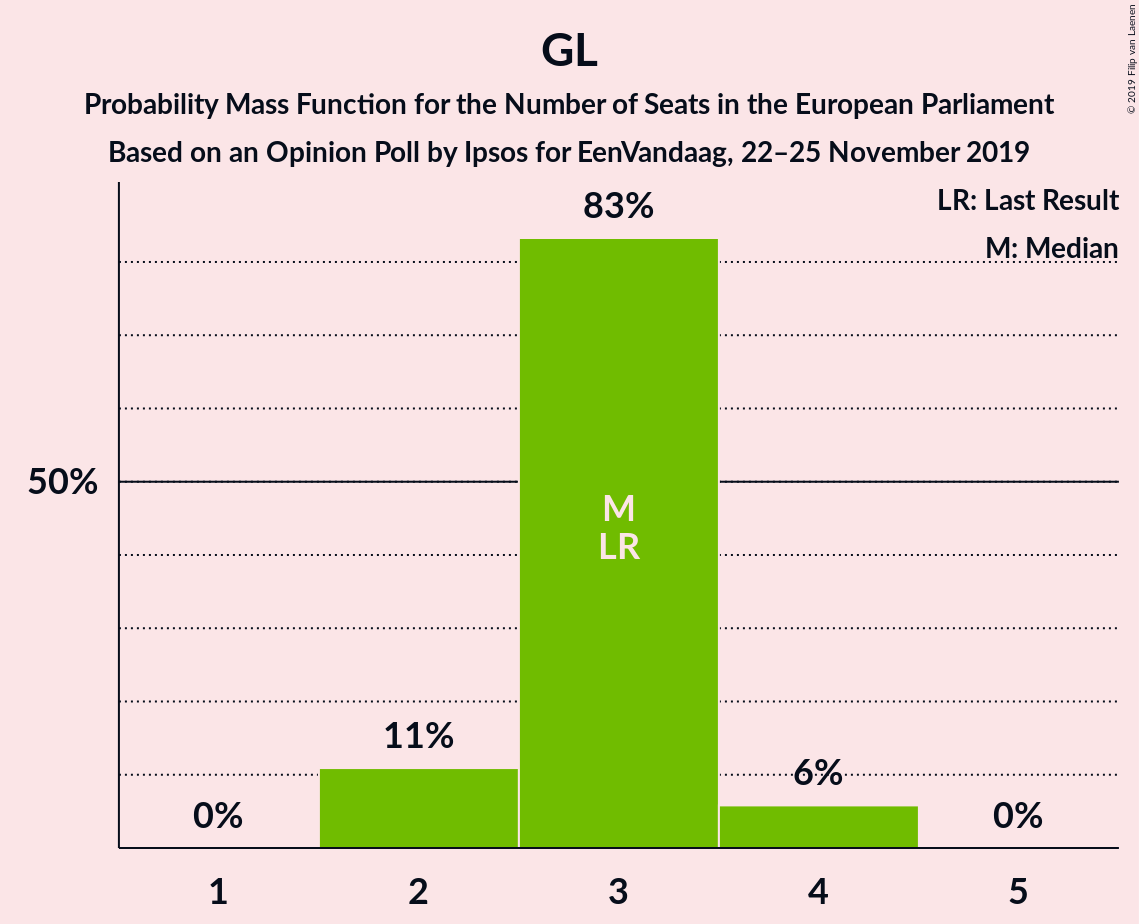 GL
Probability Mass Function for the Number of Seats in the European Parliament
Based on an Opinion Poll by Ipsos for EenVandaag, 22–25 November 2019
© 2019 Filip van Laenen
LR: Last Result
M: Median
83%
50%
M
LR
11%
6%
0%
0%
1
2
3
4
5